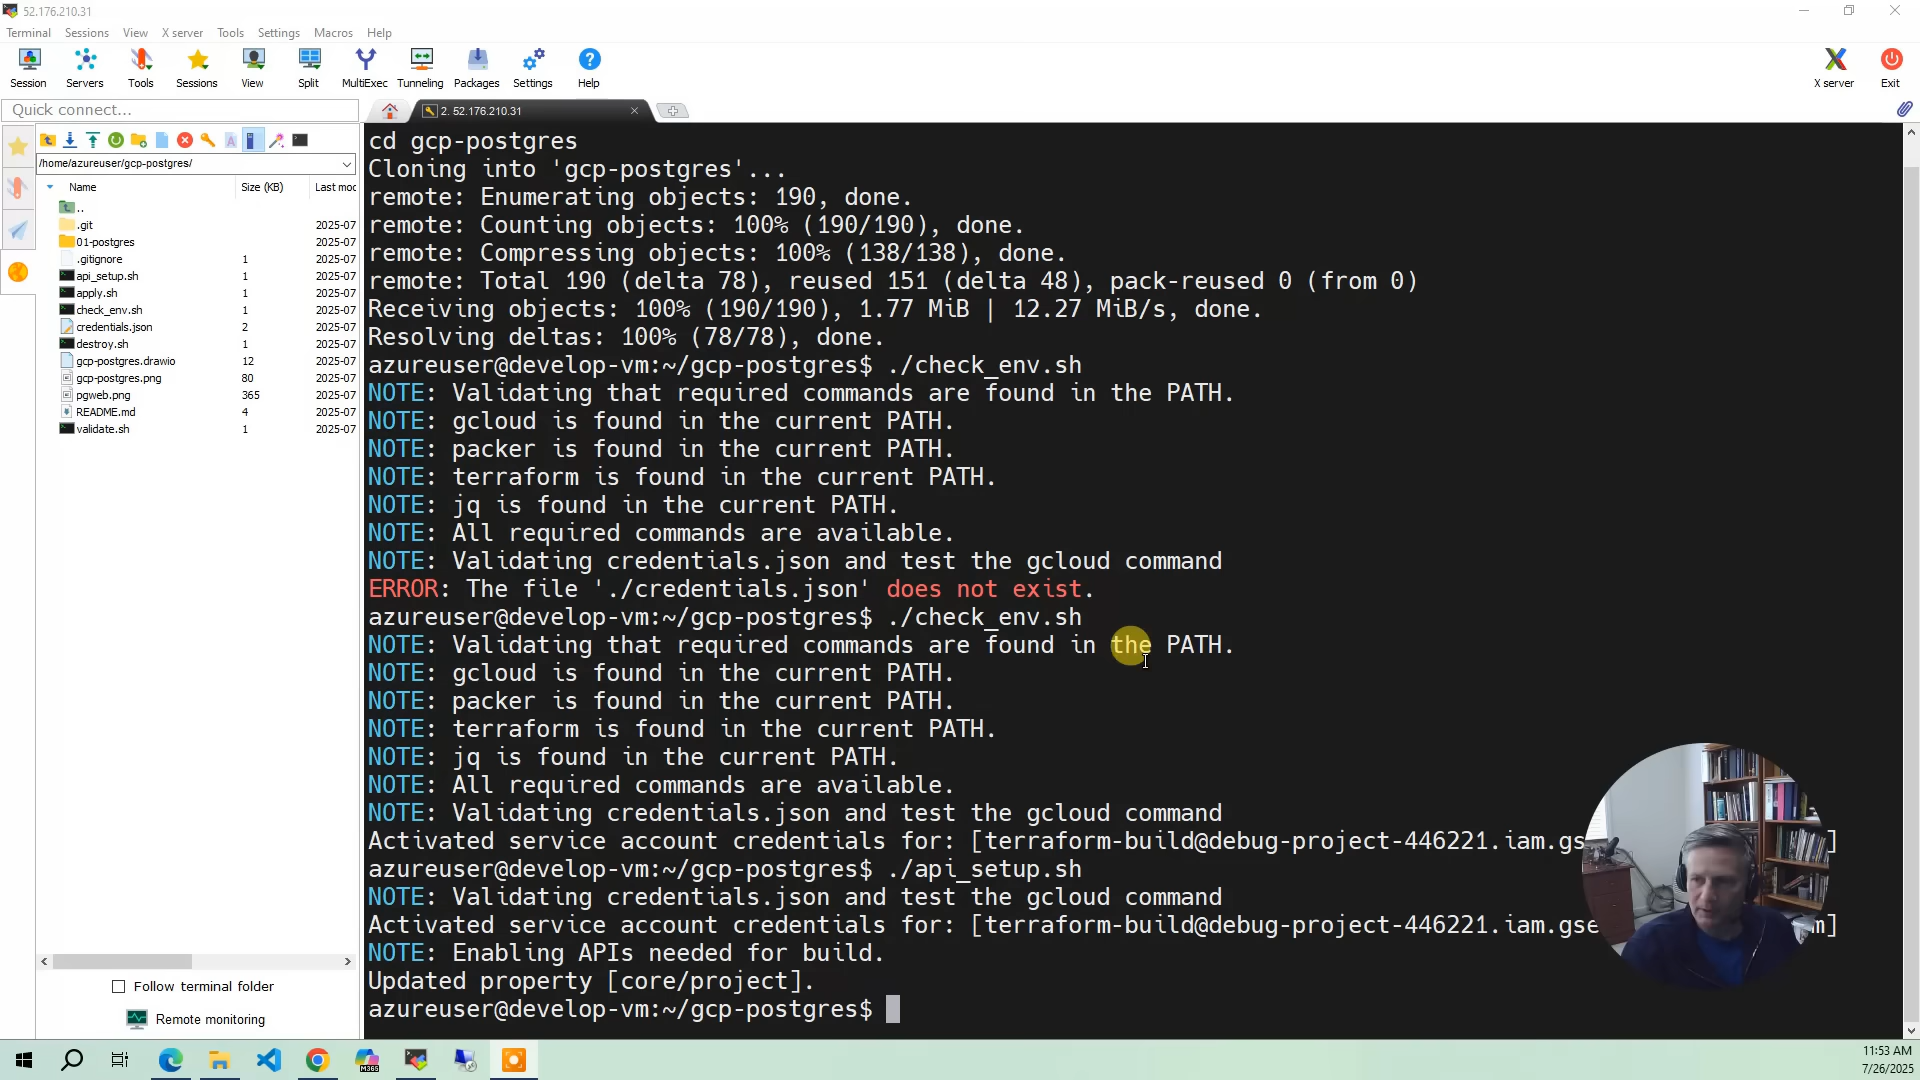 52.176.210.31
Terminal Sessions View X server Tools Settings Macros Help
Session Servers Tools Sessions View Split MultiExec Tunneling Packages Settings Help X server Exit
Quick connect...
2. 52.176.210.31
/home/azureuser/gcp-postgres/
Name Size (KB) Last mod
..
.git 2025-07
01-postgres 2025-07
.gitignore 1 2025-07
api_setup.sh 1 2025-07
apply.sh 1 2025-07
check_env.sh 1 2025-07
credentials.json 2 2025-07
destroy.sh 1 2025-07
gcp-postgres.drawio 12 2025-07
gcp-postgres.png 80 2025-07
pgweb.png 365 2025-07
README.md 4 2025-07
validate.sh 1 2025-07
Follow terminal folder
Remote monitoring
cd gcp-postgres
Cloning into 'gcp-postgres'...
remote: Enumerating objects: 190, done.
remote: Counting objects: 100% (190/190), done.
remote: Compressing objects: 100% (138/138), done.
remote: Total 190 (delta 78), reused 151 (delta 48), pack-reused 0 (from 0)
Receiving objects: 100% (190/190), 1.77 MiB | 12.27 MiB/s, done.
Resolving deltas: 100% (78/78), done.
azureuser@develop-vm:~/gcp-postgres$ ./check_env.sh
NOTE: Validating that required commands are found in the PATH.
NOTE: gcloud is found in the current PATH.
NOTE: packer is found in the current PATH.
NOTE: terraform is found in the current PATH.
NOTE: jq is found in the current PATH.
NOTE: All required commands are available.
NOTE: Validating credentials.json and test the gcloud command
ERROR: The file './credentials.json' does not exist.
azureuser@develop-vm:~/gcp-postgres$ ./check_env.sh
NOTE: Validating that required commands are found in the PATH.
NOTE: gcloud is found in the current PATH.
NOTE: packer is found in the current PATH.
NOTE: terraform is found in the current PATH.
NOTE: jq is found in the current PATH.
NOTE: All required commands are available.
NOTE: Validating credentials.json and test the gcloud command
Activated service account credentials for: [terraform-build@debug-project-446221.iam.gs ]
azureuser@develop-vm:~/gcp-postgres$ ./api_setup.sh
NOTE: Validating credentials.json and test the gcloud command
Activated service account credentials for: [terraform-build@debug-project-446221.iam.gse m]
NOTE: Enabling APIs needed for build.
Updated property [core/project].
azureuser@develop-vm:~/gcp-postgres$
M365
11:53 AM
7/26/2025